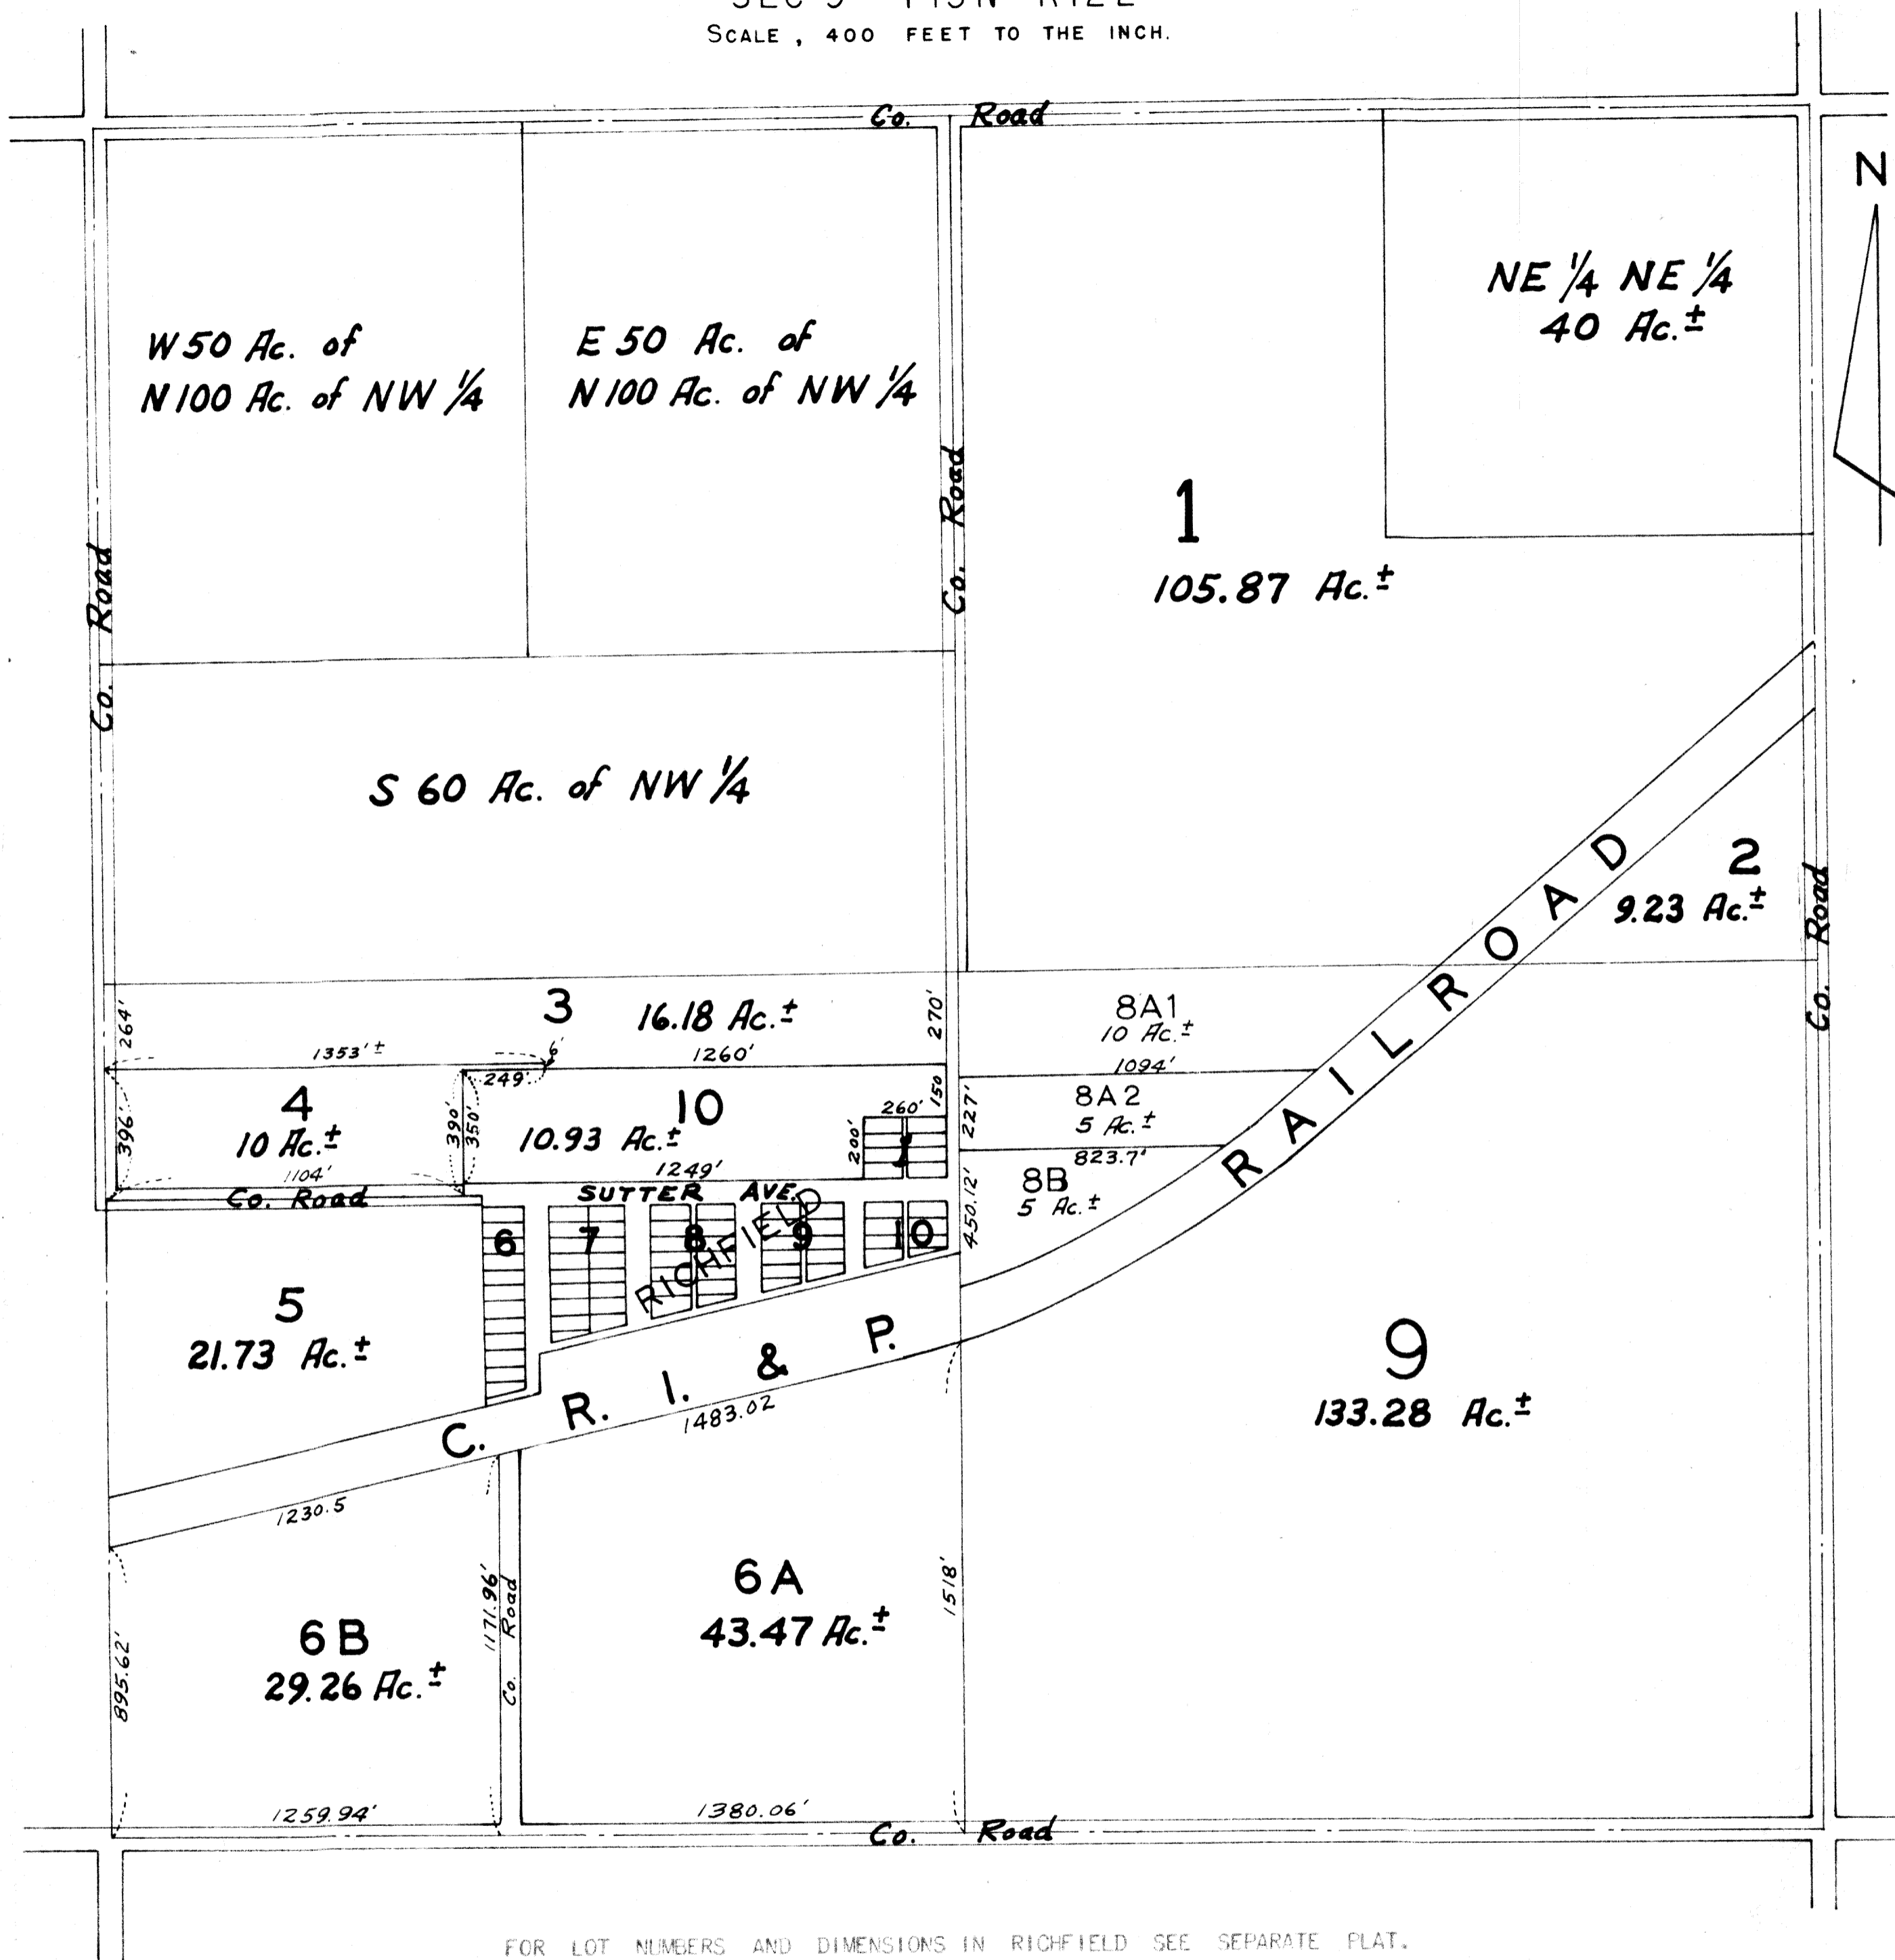 SCALE, 400 FEET TO THE INCH.
Co. Road
N
NE 1/4 NE 1/4
40 Ac.±
W 50 Ac. of
N 100 Ac. of NW 1/4
E 50 Ac. of
N 100 Ac. of NW 1/4
Co. Road
Co. Road
1
105.87 Ac.±
S 60 Ac. of NW 1/4
2
9.23 Ac.±
Co. Road
Co. Road
264'
3
16.18 Ac.±
270'
1353'±
6'
1260'
249'
8A1
10 Ac.±
1094'
396'
4
10 Ac.±
1104'
390'
350'
10
10.93 Ac.±
1249'
260'
150
200'
227'
8A2
5 Ac.±
823.7'
8B
5 Ac.±
450.12'
Co. Road
SUTTER AVE.
RICHFIELD
6
7
8
9
10
5
21.73 Ac.±
C. R. I. & P. RAILROAD
1483.02
1230.5
9
133.28 Ac.±
6A
43.47 Ac.±
1518'
6B
29.26 Ac.±
1171.96'
Co. Road
895.62'
1259.94'
1380.06'
Co. Road
FOR LOT NUMBERS AND DIMENSIONS IN RICHFIELD SEE SEPARATE PLAT.